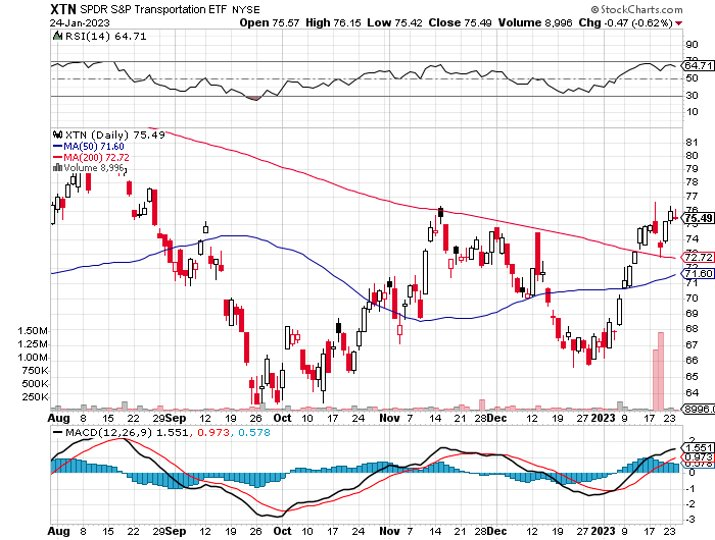 XTN SPDR S&P Transportation ETF NYSE © StockCharts.com
24-Jan-2023 Open 75.57 High 76.15 Low 75.42 Close 75.49 Volume 8,996 Chg -0.47 (-0.62%)
RSI(14) 64.71
90
70
64.71
50
30
10
XTN (Daily) 75.49
MA(50) 71.60
MA(200) 72.72
Volume 8,996
81
80
79
78
76
75.49
74
73
72.72
71.60
71
70
69
68
67
66
65
64
1.50M
1.25M
1.00M
750K
500K
250K
8996.0
Aug 8 15 22 29 Sep 12 19 26 Oct 10 17 24 Nov 7 14 21 Dec 12 19 27 2023 9 17 23
MACD(12,26,9) 1.551, 0.973, 0.578
1.551
0.973
0.578
0
-1
-2
-3
Aug 8 15 22 29 Sep 12 19 26 Oct 10 17 24 Nov 7 14 21 Dec 12 19 27 2023 9 17 23